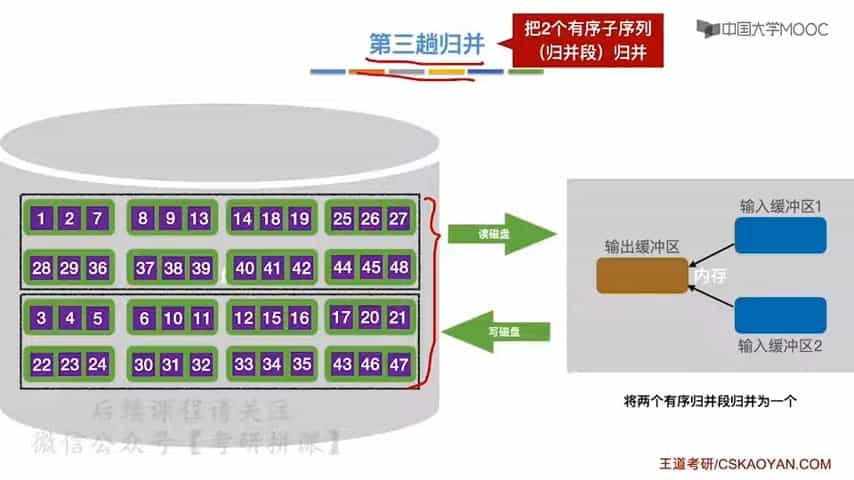 第三趟归并
把2个有序子序列
（归并段）归并
中国大学MOOC
1 2 7 8 9 13 14 18 19 25 26 27
28 29 36 37 38 39 40 41 42 44 45 48
3 4 5 6 10 11 12 15 16 17 20 21
22 23 24 30 31 32 33 34 35 43 46 47
读磁盘
写磁盘
输入缓冲区1
输出缓冲区
内存
输入缓冲区2
将两个有序归并段归并为一个
后续课程请关注
微信公众号【考研拼课】
王道考研/CSKAOYAN.COM